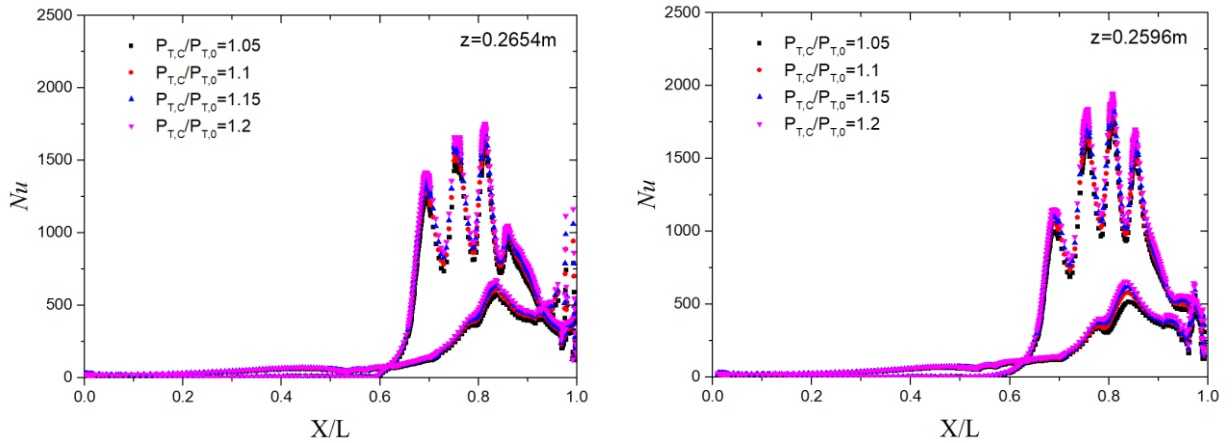 2500
2000
1500
1000
500
0
Nu
z=0.2654m
P_T,C/P_T,0=1.05
P_T,C/P_T,0=1.1
P_T,C/P_T,0=1.15
P_T,C/P_T,0=1.2
0.0 0.2 0.4 0.6 0.8 1.0
X/L
2500
2000
1500
1000
500
0
Nu
z=0.2596m
P_T,C/P_T,0=1.05
P_T,C/P_T,0=1.1
P_T,C/P_T,0=1.15
P_T,C/P_T,0=1.2
0.0 0.2 0.4 0.6 0.8 1.0
X/L